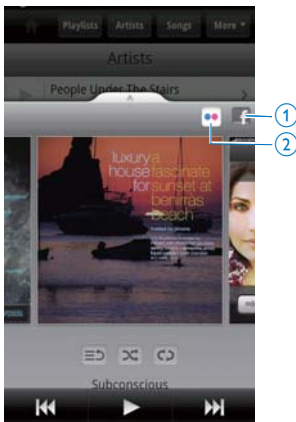 Playlists Artists Songs More
Artists
People Under The Stairs
f 1
2
luxury a
house fascinate
for sunset at
benirras
beach
Subconscious